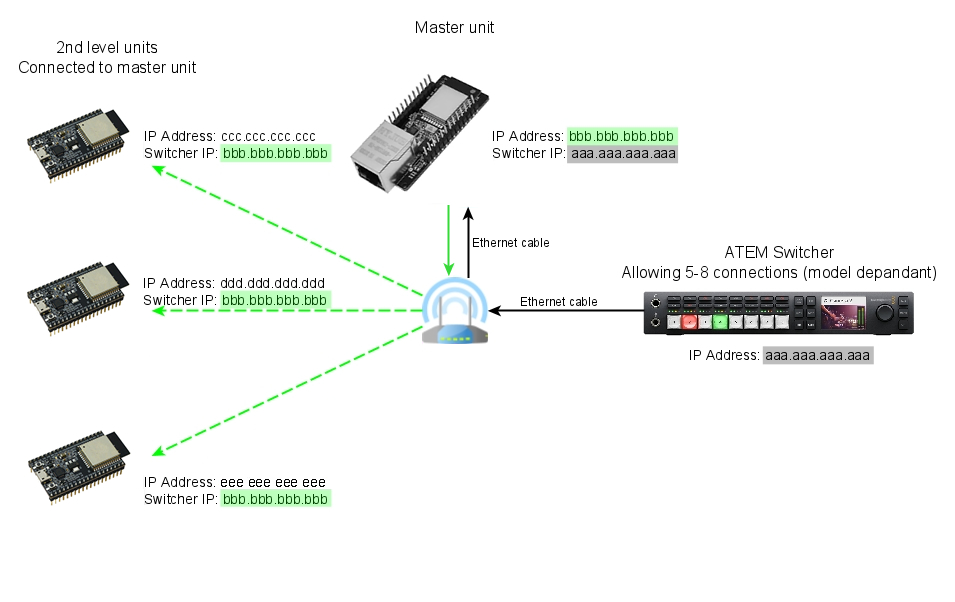 Master unit
2nd level units
Connected to master unit
IP Address: ccc.ccc.ccc.ccc
Switcher IP: bbb.bbb.bbb.bbb
IP Address: bbb.bbb.bbb.bbb
Switcher IP: aaa.aaa.aaa.aaa
Ethernet cable
ATEM Switcher
Allowing 5-8 connections (model depandant)
IP Address: ddd.ddd.ddd.ddd
Switcher IP: bbb.bbb.bbb.bbb
Ethernet cable
IP Address: aaa.aaa.aaa.aaa
IP Address: eee eee eee eee
Switcher IP: bbb.bbb.bbb.bbb